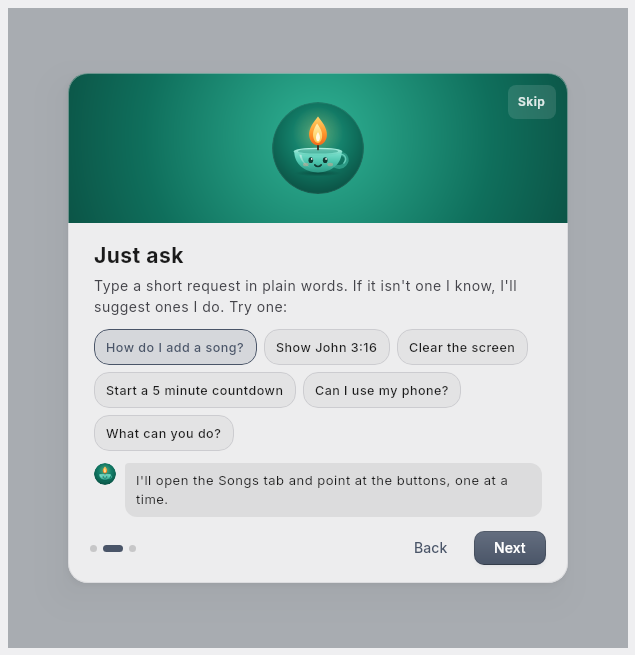 Skip
Just ask
Type a short request in plain words. If it isn't one I know, I'll
suggest ones I do. Try one:
How do I add a song?
Show John 3:16
Clear the screen
Start a 5 minute countdown
Can I use my phone?
What can you do?
I'll open the Songs tab and point at the buttons, one at a
time.
Back
Next